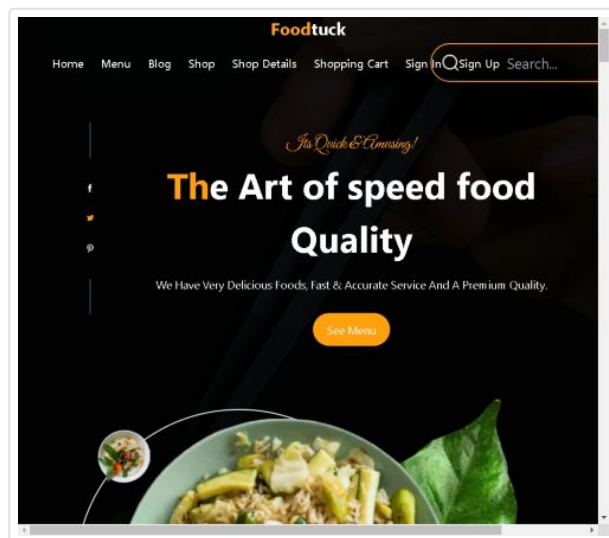 Foodtuck
Home Menu Blog Shop Shop Details Shopping Cart Sign In Sign Up Search...
Its Quick & Amusing!
The Art of speed food
Quality
f
We Have Very Delicious Foods, Fast & Accurate Service And A Premium Quality.
See Menu